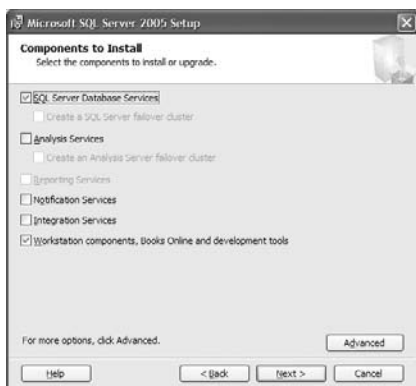 Microsoft SQL Server 2005 Setup
Components to Install
Select the components to install or upgrade.
SQL Server Database Services
Create a SQL Server failover cluster
Analysis Services
Create an Analysis Server failover cluster
Reporting Services
Notification Services
Integration Services
Workstation components, Books Online and development tools
For more options, click Advanced.
Advanced
Help
< Back
Next >
Cancel